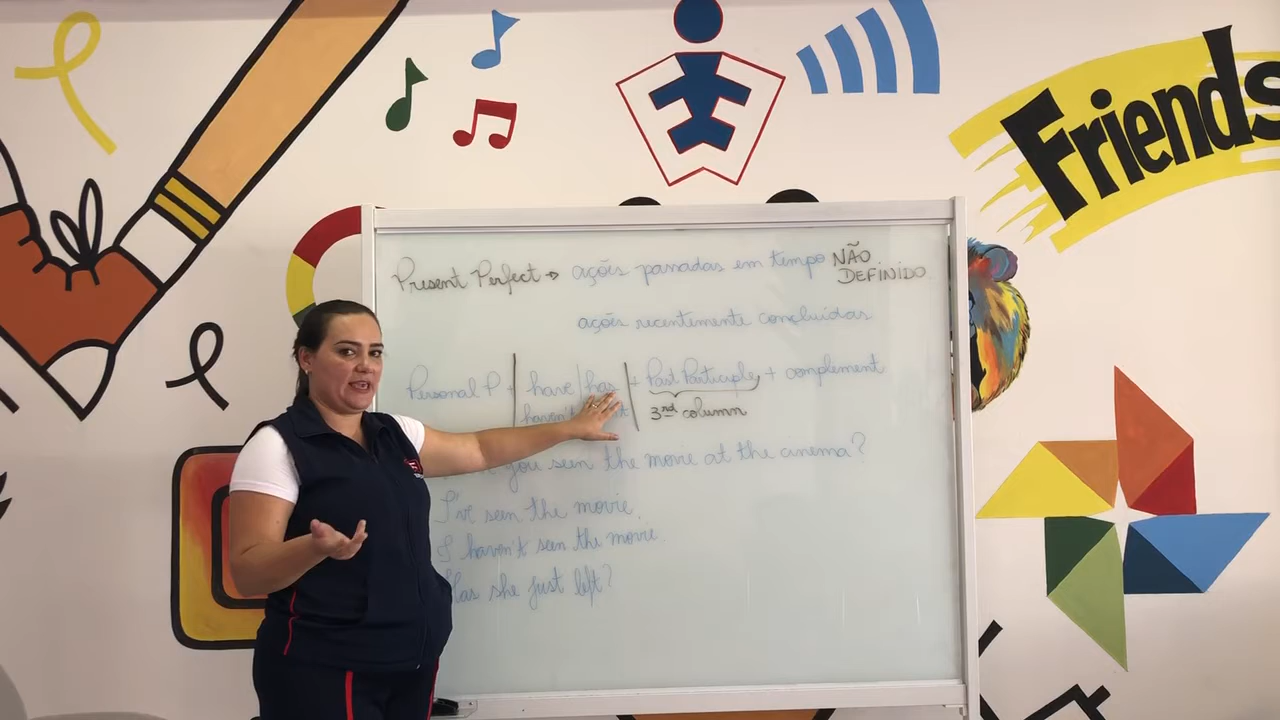 Friends
Present Perfect → ações passadas em tempo NÃO DEFINIDO
ações recentemente concluídas
Personal P + | have | has | + Past Participle + complement
haven't
3nd column
you seen the movie at the cinema?
I've seen the movie.
I haven't seen the movie.
Has she just left?